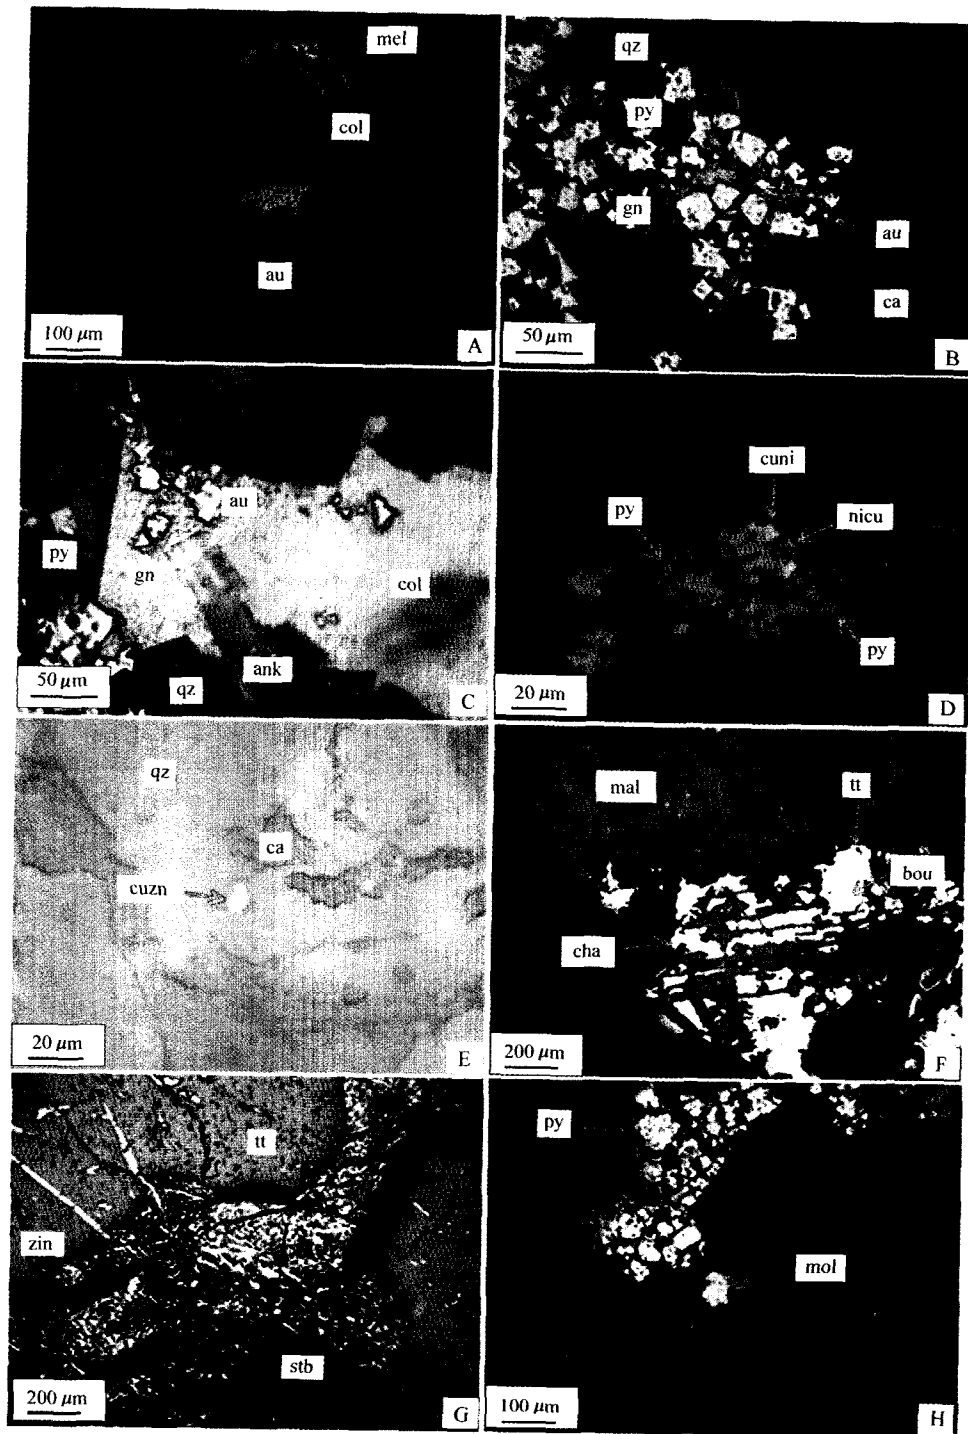 mel
col
au
100 μm
A
qz
py
gn
au
ca
50 μm
B
au
py
gn
col
ank
qz
50 μm
C
cuni
py
nicu
py
20 μm
D
qz
ca
cuzn
20 μm
E
mal
tt
bou
cha
200 μm
F
tt
zin
stb
200 μm
G
py
mol
100 μm
H